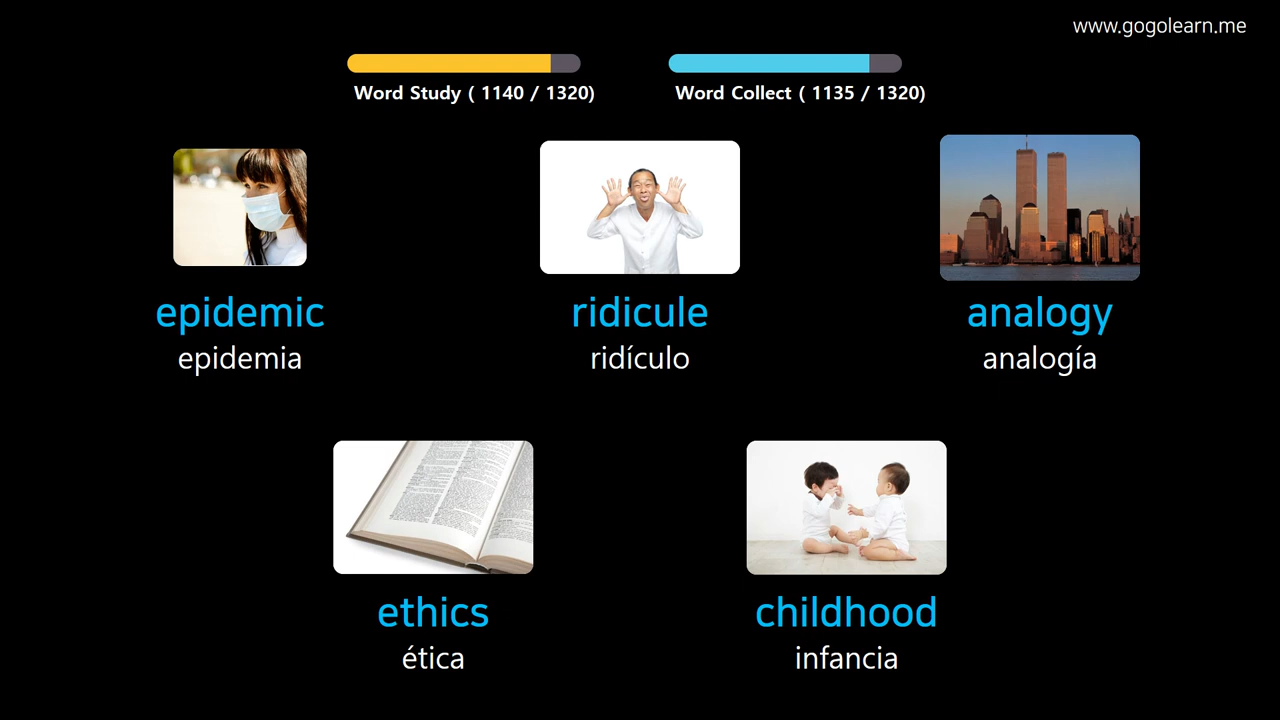 www.gogolearn.me
Word Study ( 1140 / 1320)
Word Collect ( 1135 / 1320)
epidemic
epidemia
ridicule
ridículo
analogy
analogía
ethics
ética
childhood
infancia